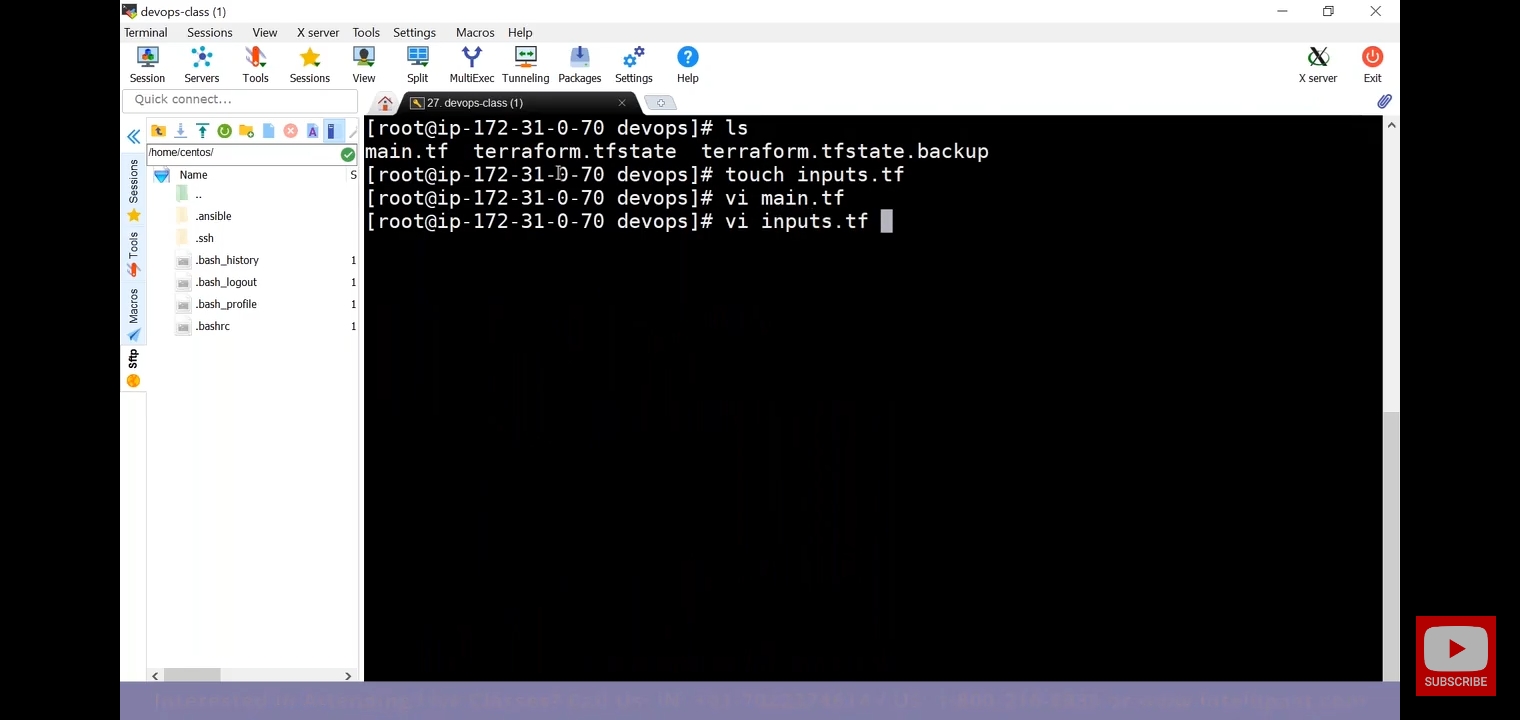 devops-class (1)
Terminal Sessions View X server Tools Settings Macros Help
Session Servers Tools Sessions View Split MultiExec Tunneling Packages Settings Help X server Exit
Quick connect...
27. devops-class (1)
/home/centos/
Name S
..
.ansible
.ssh
.bash_history 1
.bash_logout 1
.bash_profile 1
.bashrc 1
Sessions
Tools
Macros
Sftp
[root@ip-172-31-0-70 devops]# ls
main.tf terraform.tfstate terraform.tfstate.backup
[root@ip-172-31-0-70 devops]# touch inputs.tf
[root@ip-172-31-0-70 devops]# vi main.tf
[root@ip-172-31-0-70 devops]# vi inputs.tf
SUBSCRIBE